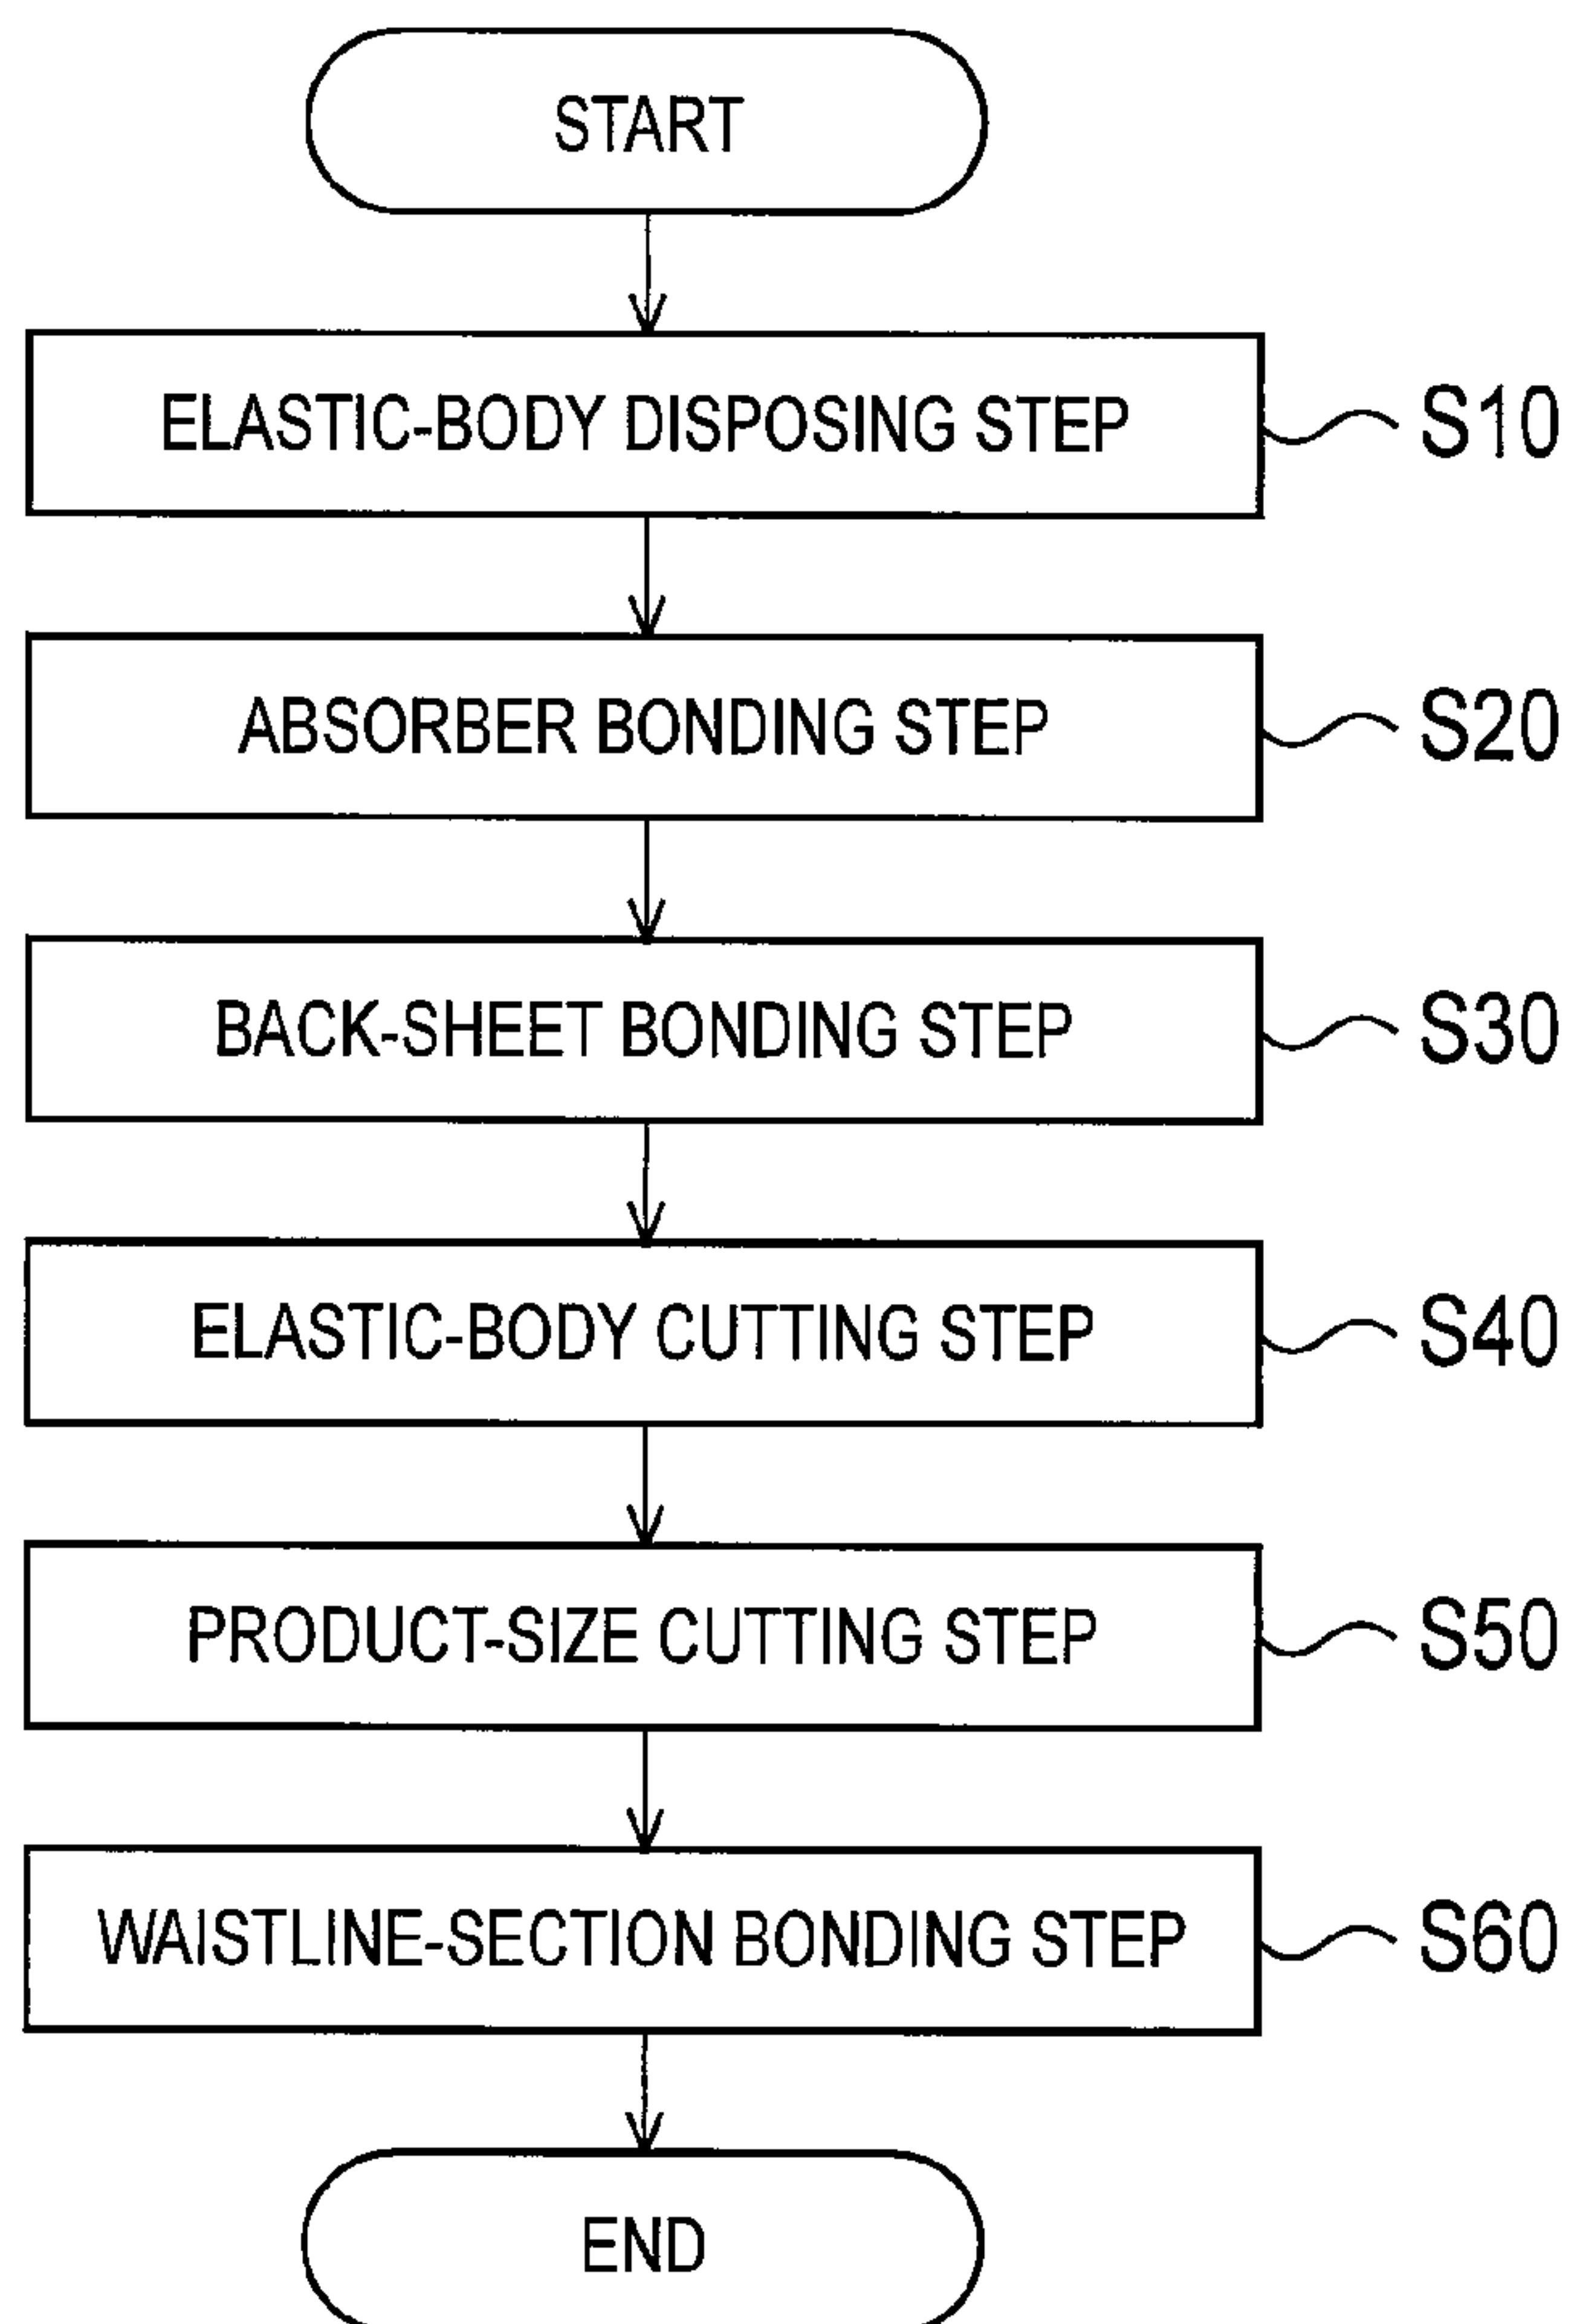 START
ELASTIC-BODY DISPOSING STEP S10
ABSORBER BONDING STEP S20
BACK-SHEET BONDING STEP S30
ELASTIC-BODY CUTTING STEP S40
PRODUCT-SIZE CUTTING STEP S50
WAISTLINE-SECTION BONDING STEP S60
END